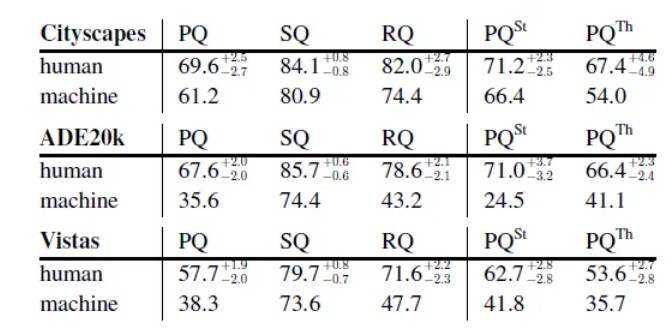 Cityscapes PQ SQ RQ PQ^St PQ^Th
human 69.6^{+2.5}_{−2.7} 84.1^{+0.8}_{−0.8} 82.0^{+2.7}_{−2.9} 71.2^{+2.3}_{−2.5} 67.4^{+4.6}_{−4.9}
machine 61.2 80.9 74.4 66.4 54.0
ADE20k PQ SQ RQ PQ^St PQ^Th
human 67.6^{+2.0}_{−2.0} 85.7^{+0.6}_{−0.6} 78.6^{+2.1}_{−2.1} 71.0^{+3.7}_{−3.2} 66.4^{+2.3}_{−2.4}
machine 35.6 74.4 43.2 24.5 41.1
Vistas PQ SQ RQ PQ^St PQ^Th
human 57.7^{+1.9}_{−2.0} 79.7^{+0.8}_{−0.7} 71.6^{+2.2}_{−2.3} 62.7^{+2.8}_{−2.8} 53.6^{+2.7}_{−2.8}
machine 38.3 73.6 47.7 41.8 35.7